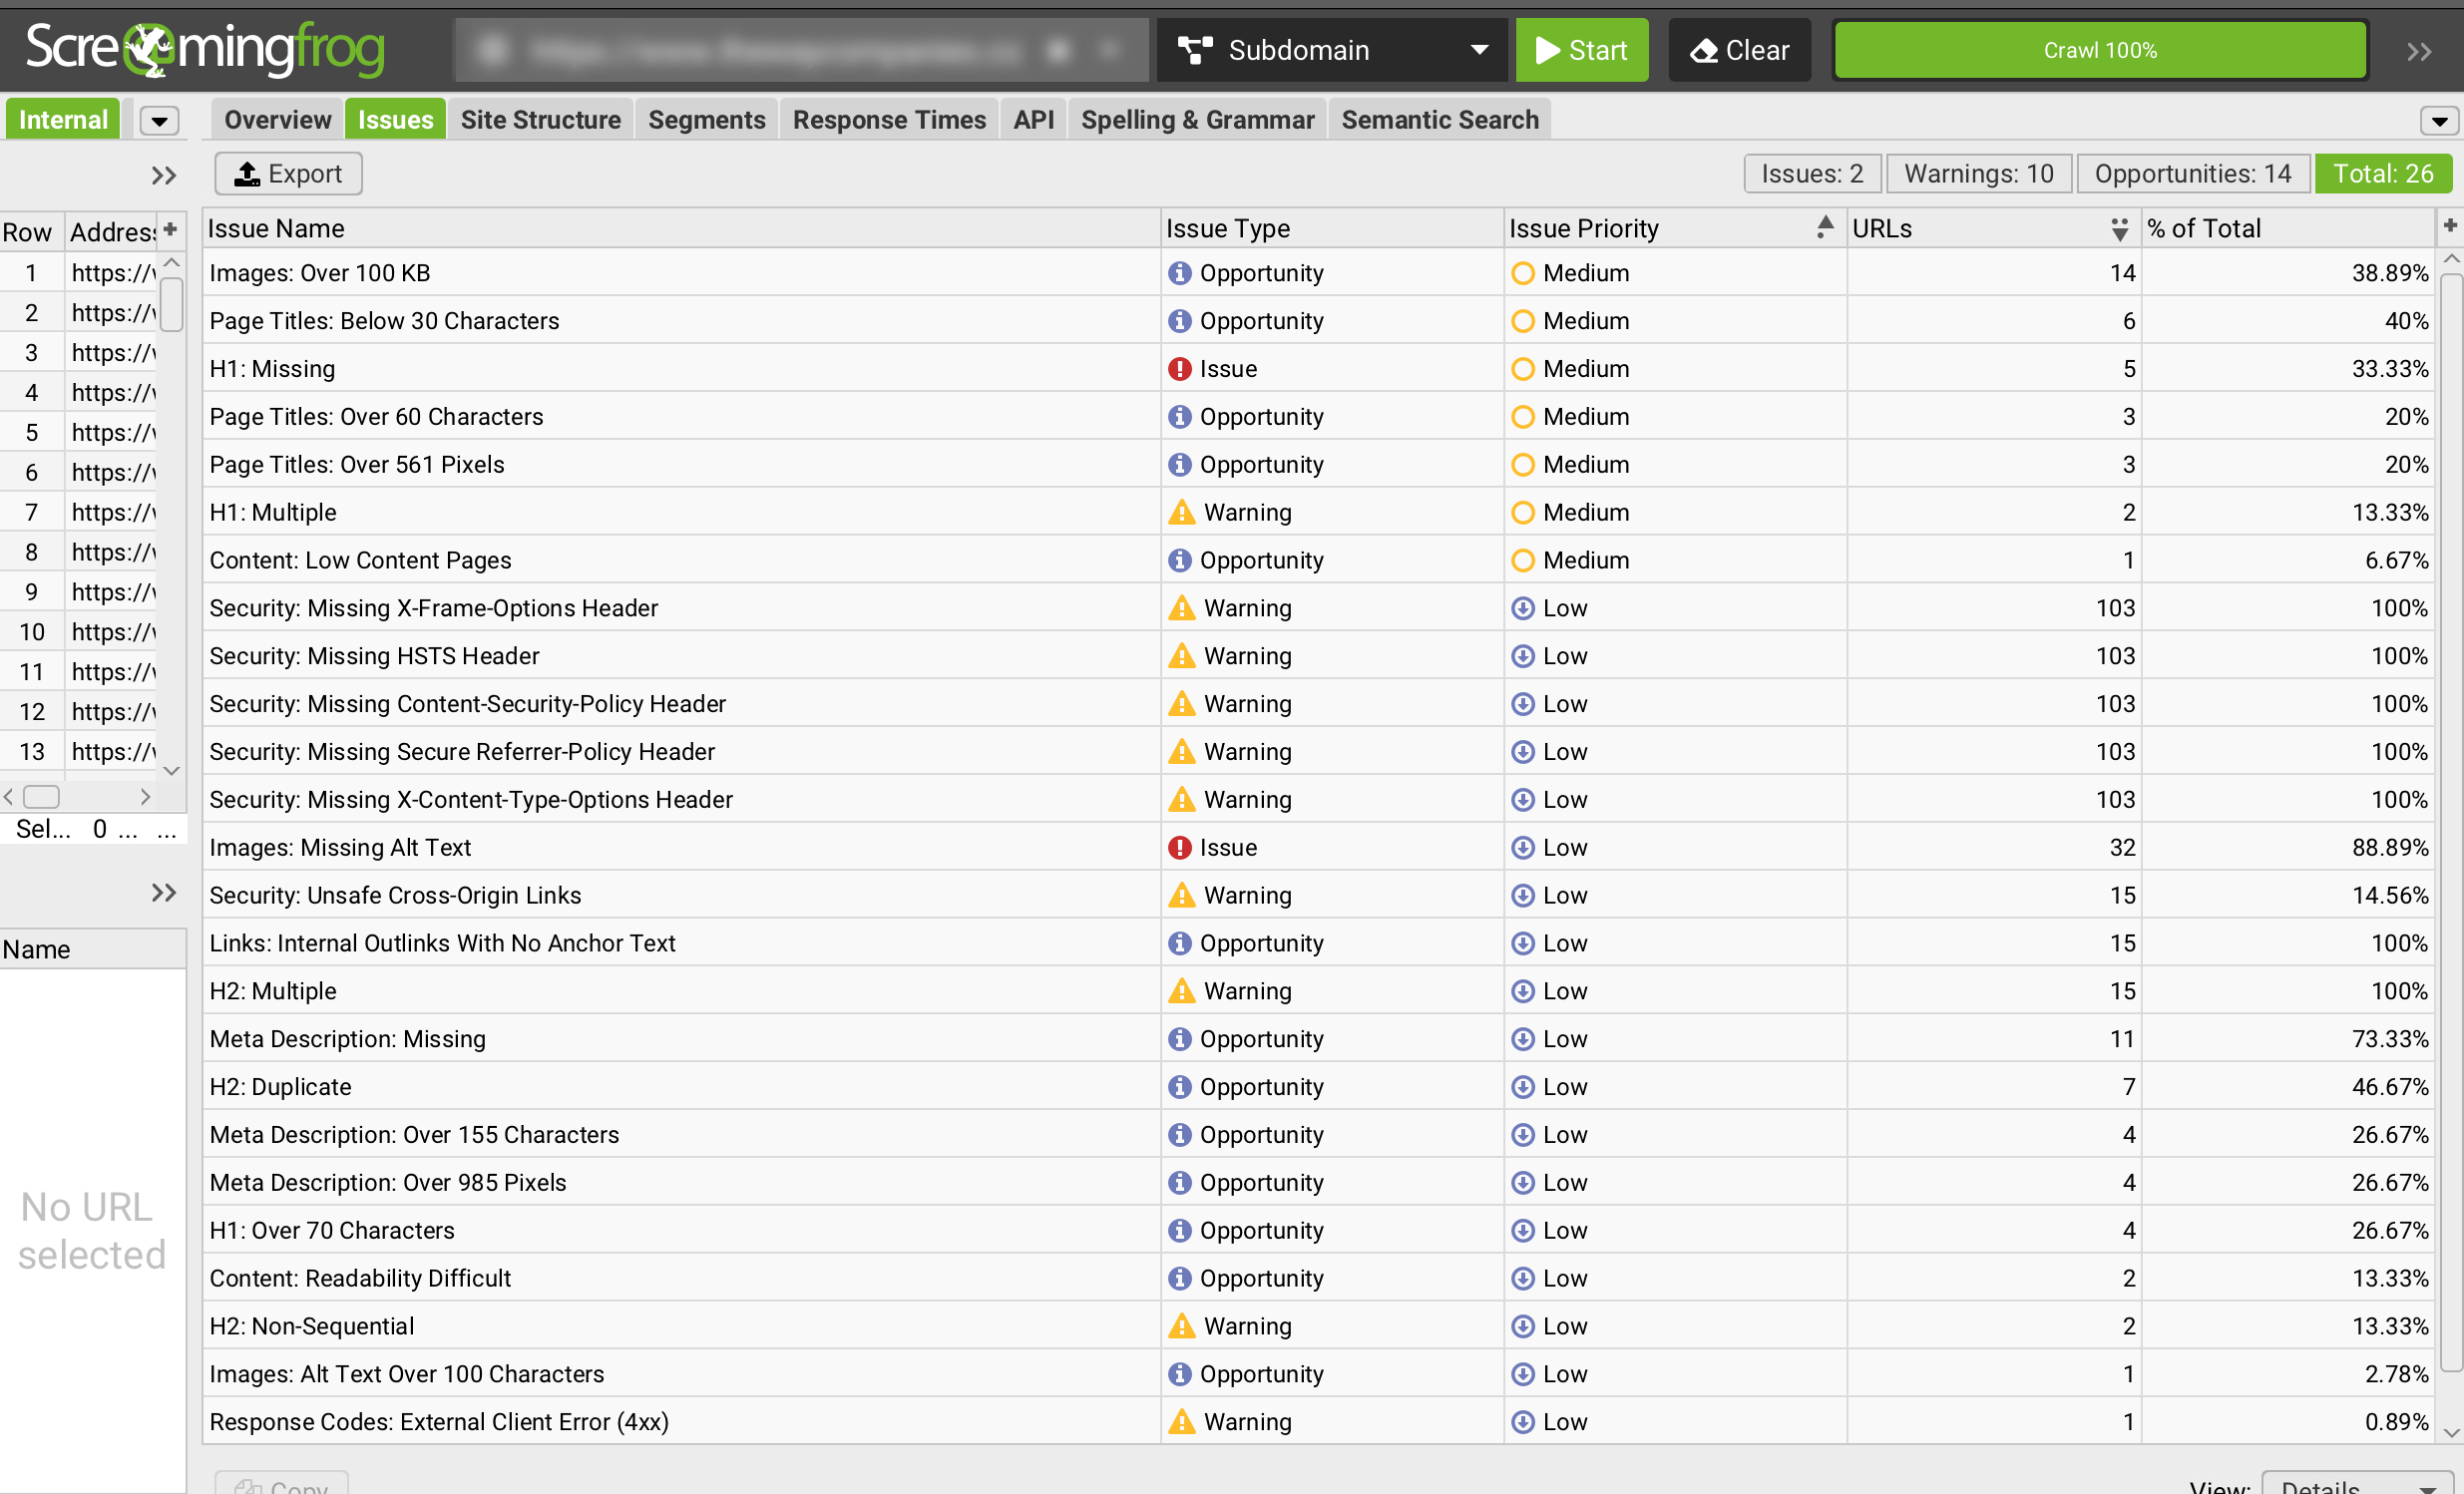 Screamingfrog
Subdomain
Start
Clear
Crawl 100%
Internal
Overview
Issues
Site Structure
Segments
Response Times
API
Spelling & Grammar
Semantic Search
Export
Issues: 2
Warnings: 10
Opportunities: 14
Total: 26
Row Address
1 https://
2 https://
3 https://
4 https://
5 https://
6 https://
7 https://
8 https://
9 https://
10 https://
11 https://
12 https://
13 https://
Sel... 0 ... ...
Name
No URL
selected
Issue Name Issue Type Issue Priority URLs % of Total
Images: Over 100 KB Opportunity Medium 14 38.89%
Page Titles: Below 30 Characters Opportunity Medium 6 40%
H1: Missing Issue Medium 5 33.33%
Page Titles: Over 60 Characters Opportunity Medium 3 20%
Page Titles: Over 561 Pixels Opportunity Medium 3 20%
H1: Multiple Warning Medium 2 13.33%
Content: Low Content Pages Opportunity Medium 1 6.67%
Security: Missing X-Frame-Options Header Warning Low 103 100%
Security: Missing HSTS Header Warning Low 103 100%
Security: Missing Content-Security-Policy Header Warning Low 103 100%
Security: Missing Secure Referrer-Policy Header Warning Low 103 100%
Security: Missing X-Content-Type-Options Header Warning Low 103 100%
Images: Missing Alt Text Issue Low 32 88.89%
Security: Unsafe Cross-Origin Links Warning Low 15 14.56%
Links: Internal Outlinks With No Anchor Text Opportunity Low 15 100%
H2: Multiple Warning Low 15 100%
Meta Description: Missing Opportunity Low 11 73.33%
H2: Duplicate Opportunity Low 7 46.67%
Meta Description: Over 155 Characters Opportunity Low 4 26.67%
Meta Description: Over 985 Pixels Opportunity Low 4 26.67%
H1: Over 70 Characters Opportunity Low 4 26.67%
Content: Readability Difficult Opportunity Low 2 13.33%
H2: Non-Sequential Warning Low 2 13.33%
Images: Alt Text Over 100 Characters Opportunity Low 1 2.78%
Response Codes: External Client Error (4xx) Warning Low 1 0.89%
Copy
View: Details